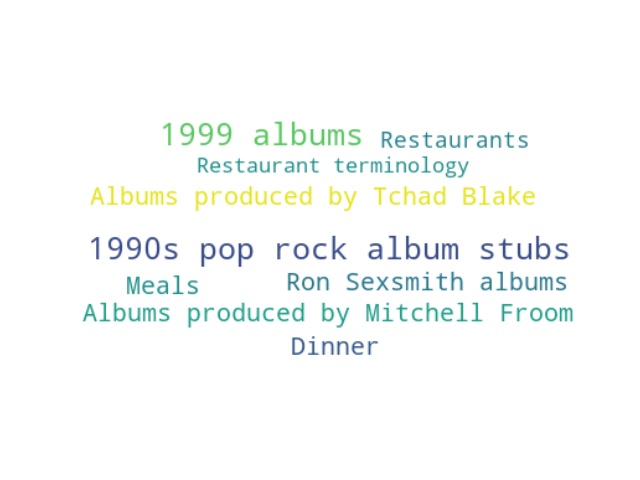 1999 albums Restaurants
Restaurant terminology
Albums produced by Tchad Blake
1990s pop rock album stubs
Meals Ron Sexsmith albums
Albums produced by Mitchell Froom
Dinner